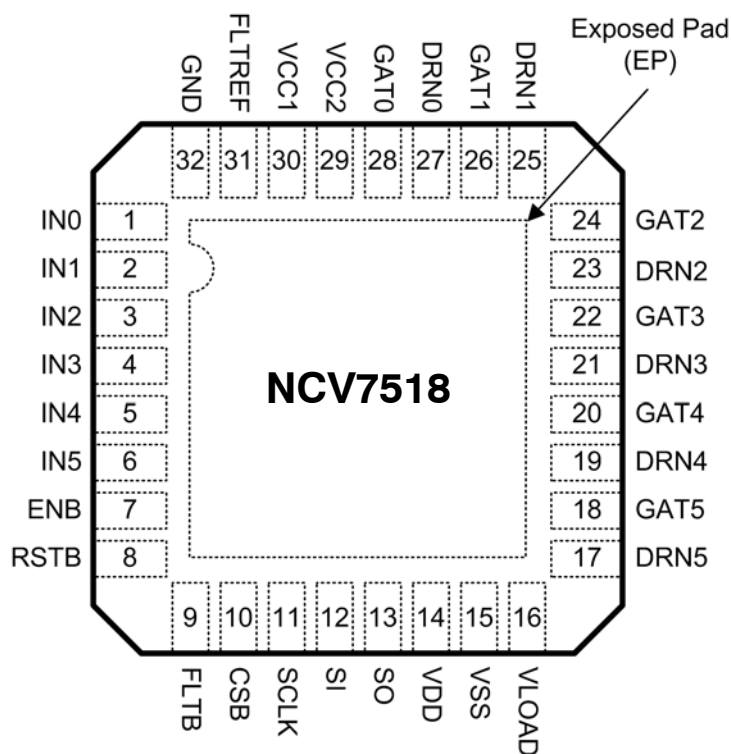 Exposed Pad
(EP)
GND
FLTREF
VCC1
VCC2
GAT0
DRN0
GAT1
DRN1
32
31
30
29
28
27
26
25
IN0 1
IN1 2
IN2 3
IN3 4
IN4 5
IN5 6
ENB 7
RSTB 8
NCV7518
24 GAT2
23 DRN2
22 GAT3
21 DRN3
20 GAT4
19 DRN4
18 GAT5
17 DRN5
9
10
11
12
13
14
15
16
FLTB
CSB
SCLK
SI
SO
VDD
VSS
VLOAD